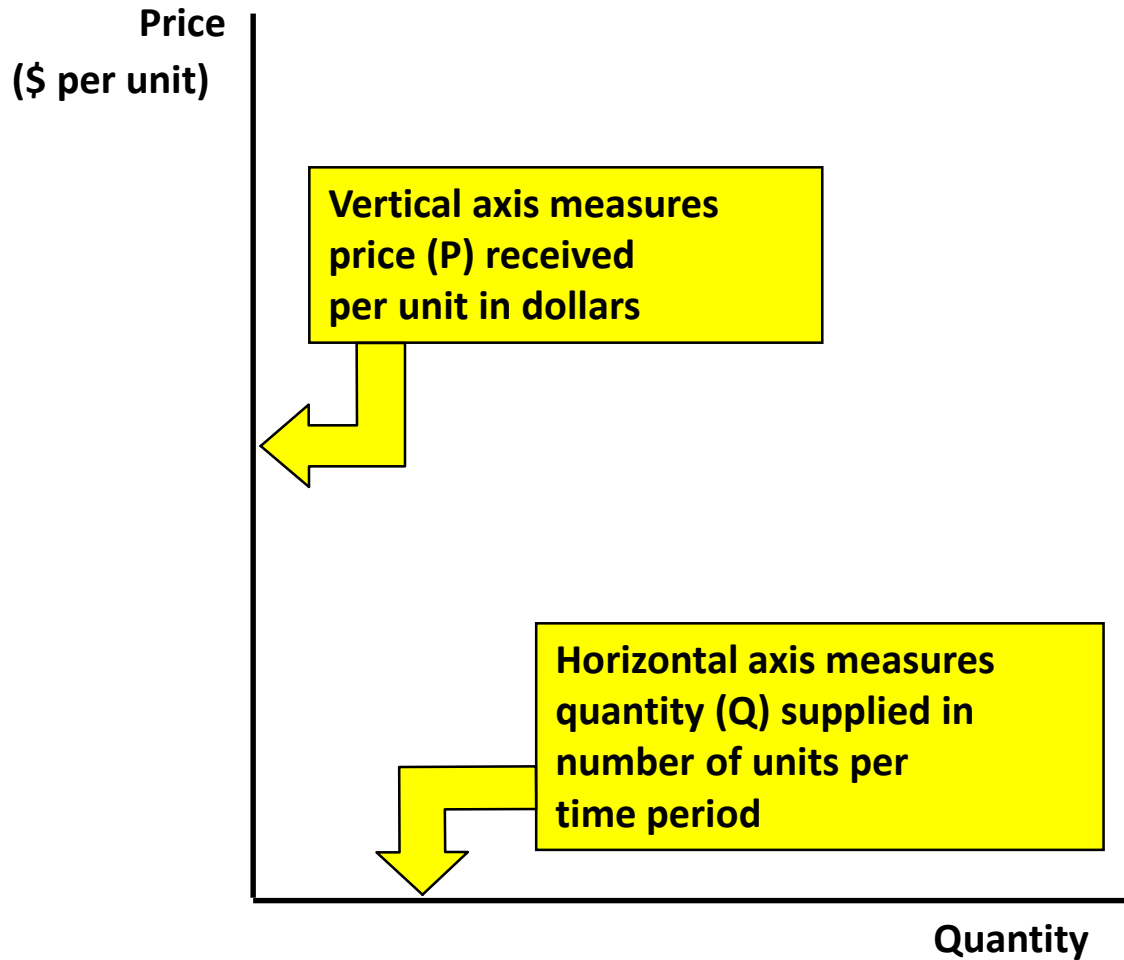 Price
($ per unit)
Vertical axis measures
price (P) received
per unit in dollars
Horizontal axis measures
quantity (Q) supplied in
number of units per
time period
Quantity